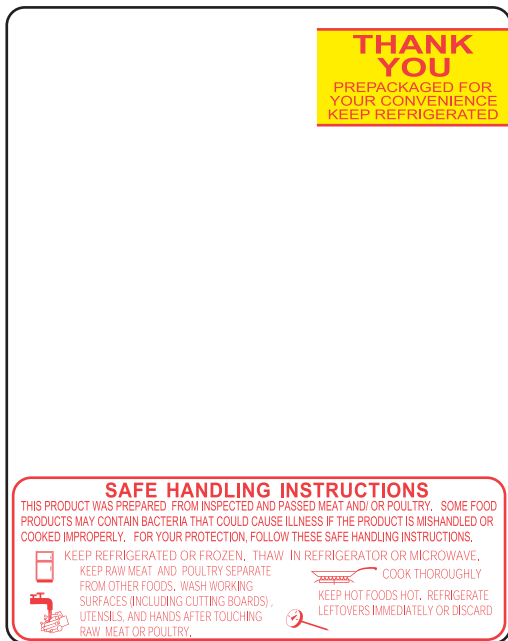 THANK
YOU
PREPACKAGED FOR
YOUR CONVENIENCE
KEEP REFRIGERATED
SAFE HANDLING INSTRUCTIONS
THIS PRODUCT WAS PREPARED FROM INSPECTED AND PASSED MEAT AND/ OR POULTRY. SOME FOOD
PRODUCTS MAY CONTAIN BACTERIA THAT COULD CAUSE ILLNESS IF THE PRODUCT IS MISHANDLED OR
COOKED IMPROPERLY. FOR YOUR PROTECTION, FOLLOW THESE SAFE HANDLING INSTRUCTIONS.
KEEP REFRIGERATED OR FROZEN, THAW IN REFRIGERATOR OR MICROWAVE,
KEEP RAW MEAT AND POULTRY SEPARATE
FROM OTHER FOODS, WASH WORKING
SURFACES (INCLUDING CUTTING BOARDS),
UTENSILS, AND HANDS AFTER TOUCHING
RAW MEAT OR POULTRY,
COOK THOROUGHLY
KEEP HOT FOODS HOT, REFRIGERATE
LEFTOVERS IMMEDIATELY OR DISCARD